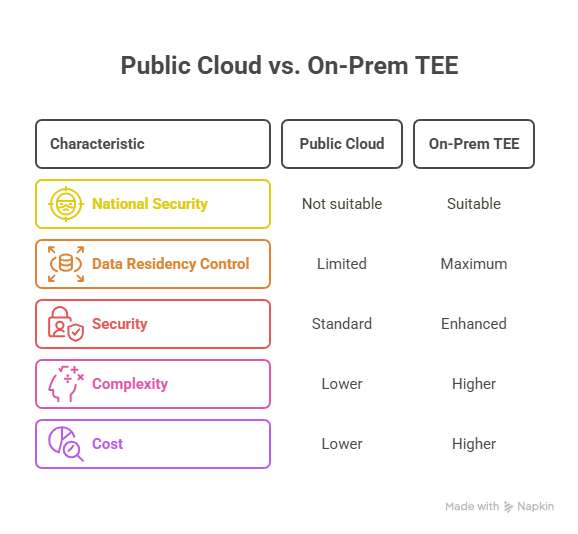 Public Cloud vs. On-Prem TEE
Characteristic Public Cloud On-Prem TEE
National Security Not suitable Suitable
Data Residency Control Limited Maximum
Security Standard Enhanced
Complexity Lower Higher
Cost Lower Higher
Made with Napkin